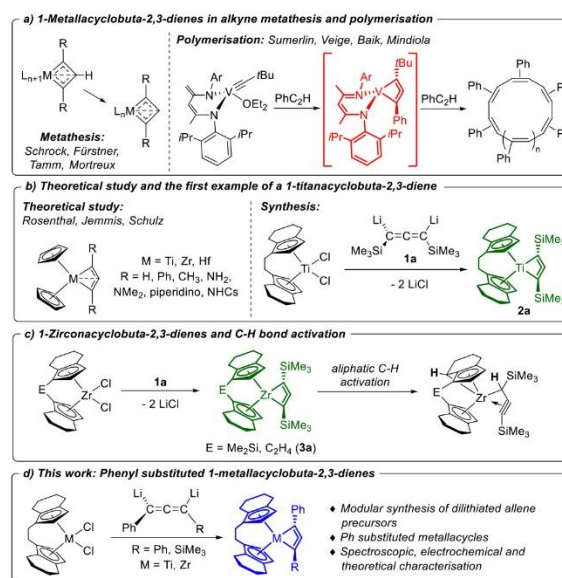 a) 1-Metallacyclobuta-2,3-dienes in alkyne metathesis and polymerisation
R
Ln+1M
H
R
R
LnM
R
Metathesis:
Schrock, Fürstner,
Tamm, Mortreux
Polymerisation: Sumerlin, Veige, Baik, Mindiola
Ar
N
V
tBu
OEt2
N
iPr
iPr
PhC2H
tBu
Ar
N
V
N
Ph
iPr
iPr
PhC2H
Ph
Ph
Ph
Ph
Ph
n
b) Theoretical study and the first example of a 1-titanacyclobuta-2,3-diene
Theoretical study:
Rosenthal, Jemmis, Schulz
R
M
R
M = Ti, Zr, Hf
R = H, Ph, CH3, NH2,
NMe2, piperidino, NHCs
Synthesis:
Ti
Cl
Cl
Li
Li
Me3Si
SiMe3
1a
- 2 LiCl
SiMe3
Ti
SiMe3
2a
c) 1-Zirconacyclobuta-2,3-dienes and C-H bond activation
E
Zr
Cl
Cl
1a
- 2 LiCl
SiMe3
E
Zr
SiMe3
E = Me2Si, C2H4 (3a)
aliphatic C-H
activation
H
E
Zr
H
SiMe3
SiMe3
d) This work: Phenyl substituted 1-metallacyclobuta-2,3-dienes
M
Cl
Cl
Li
Li
Ph
R
R = Ph, SiMe3
M = Ti, Zr
Ph
M
R
♦ Modular synthesis of dilithiated allene
precursors
♦ Ph substituted metallacycles
♦ Spectroscopic, electrochemical and
theoretical characterisation